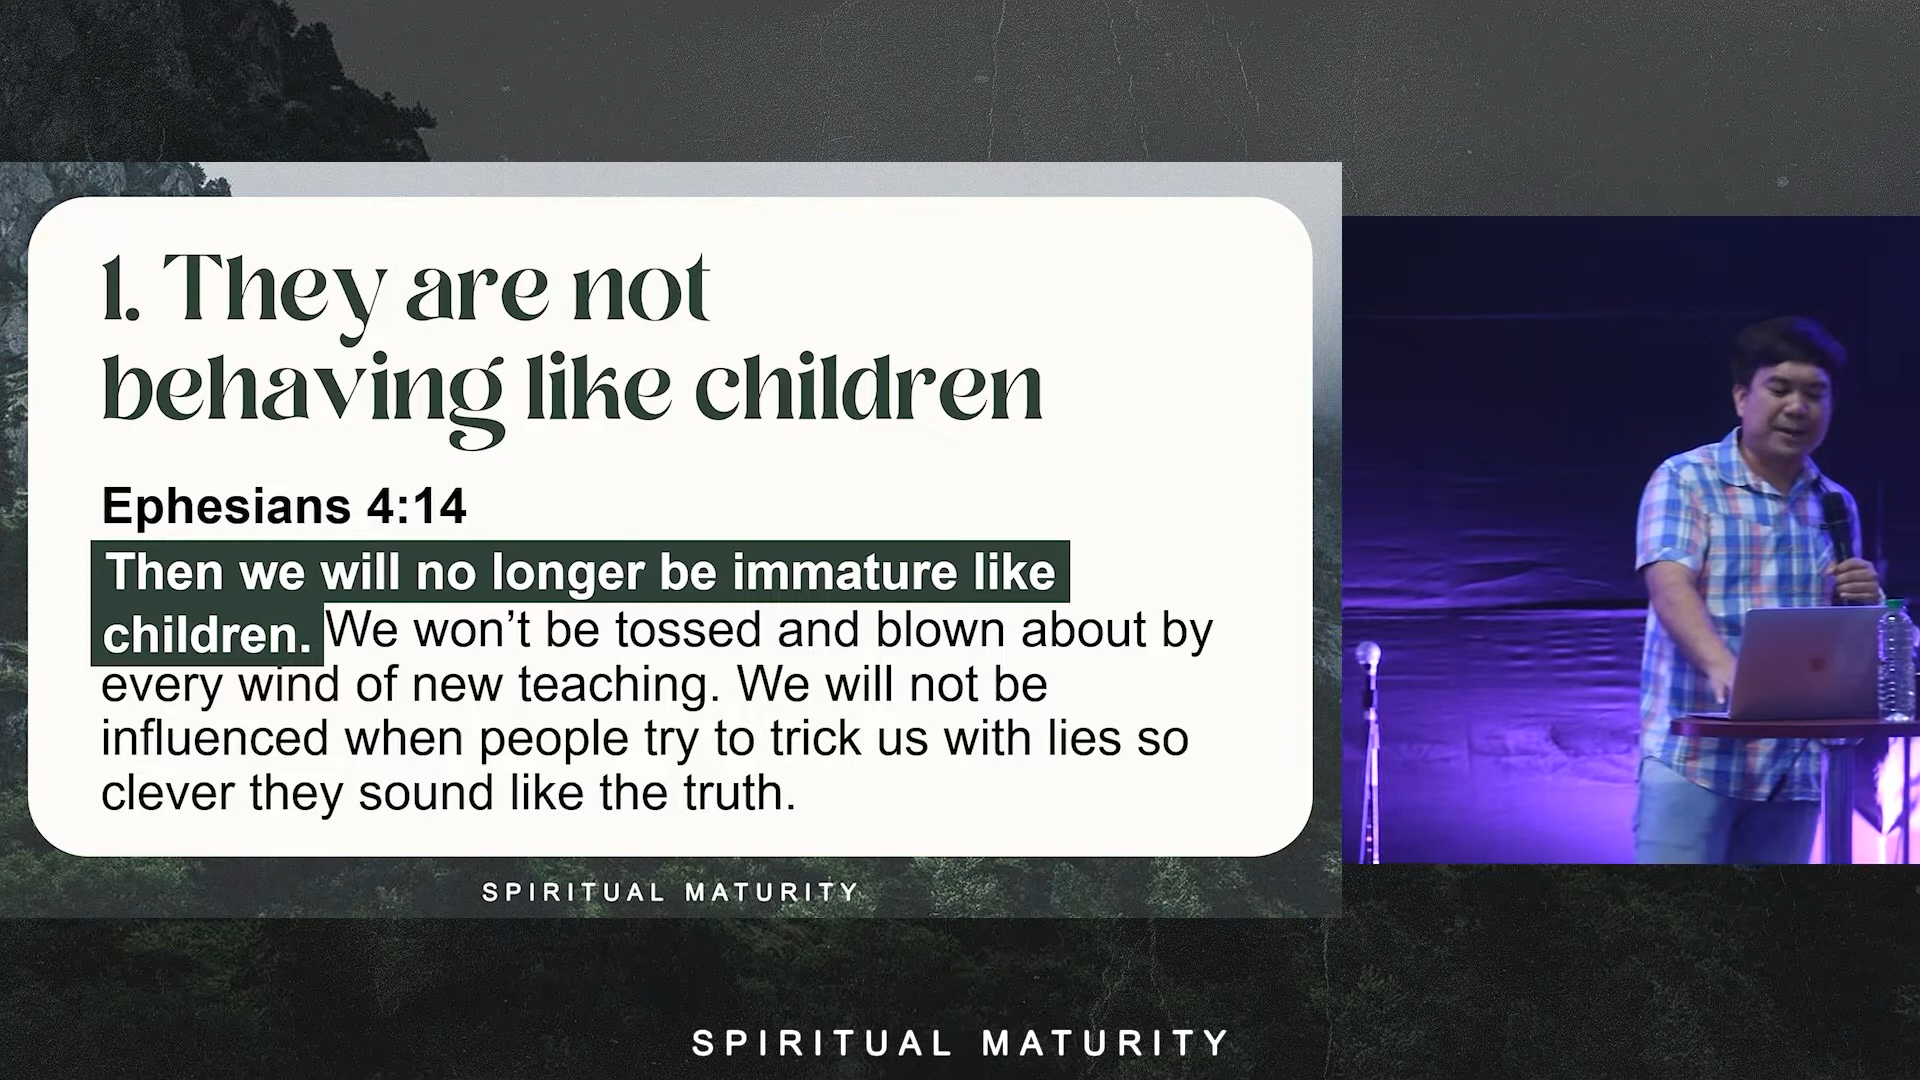 1. They are not
behaving like children
Ephesians 4:14
Then we will no longer be immature like
children. We won’t be tossed and blown about by
every wind of new teaching. We will not be
influenced when people try to trick us with lies so
clever they sound like the truth.
SPIRITUAL MATURITY
SPIRITUAL MATURITY